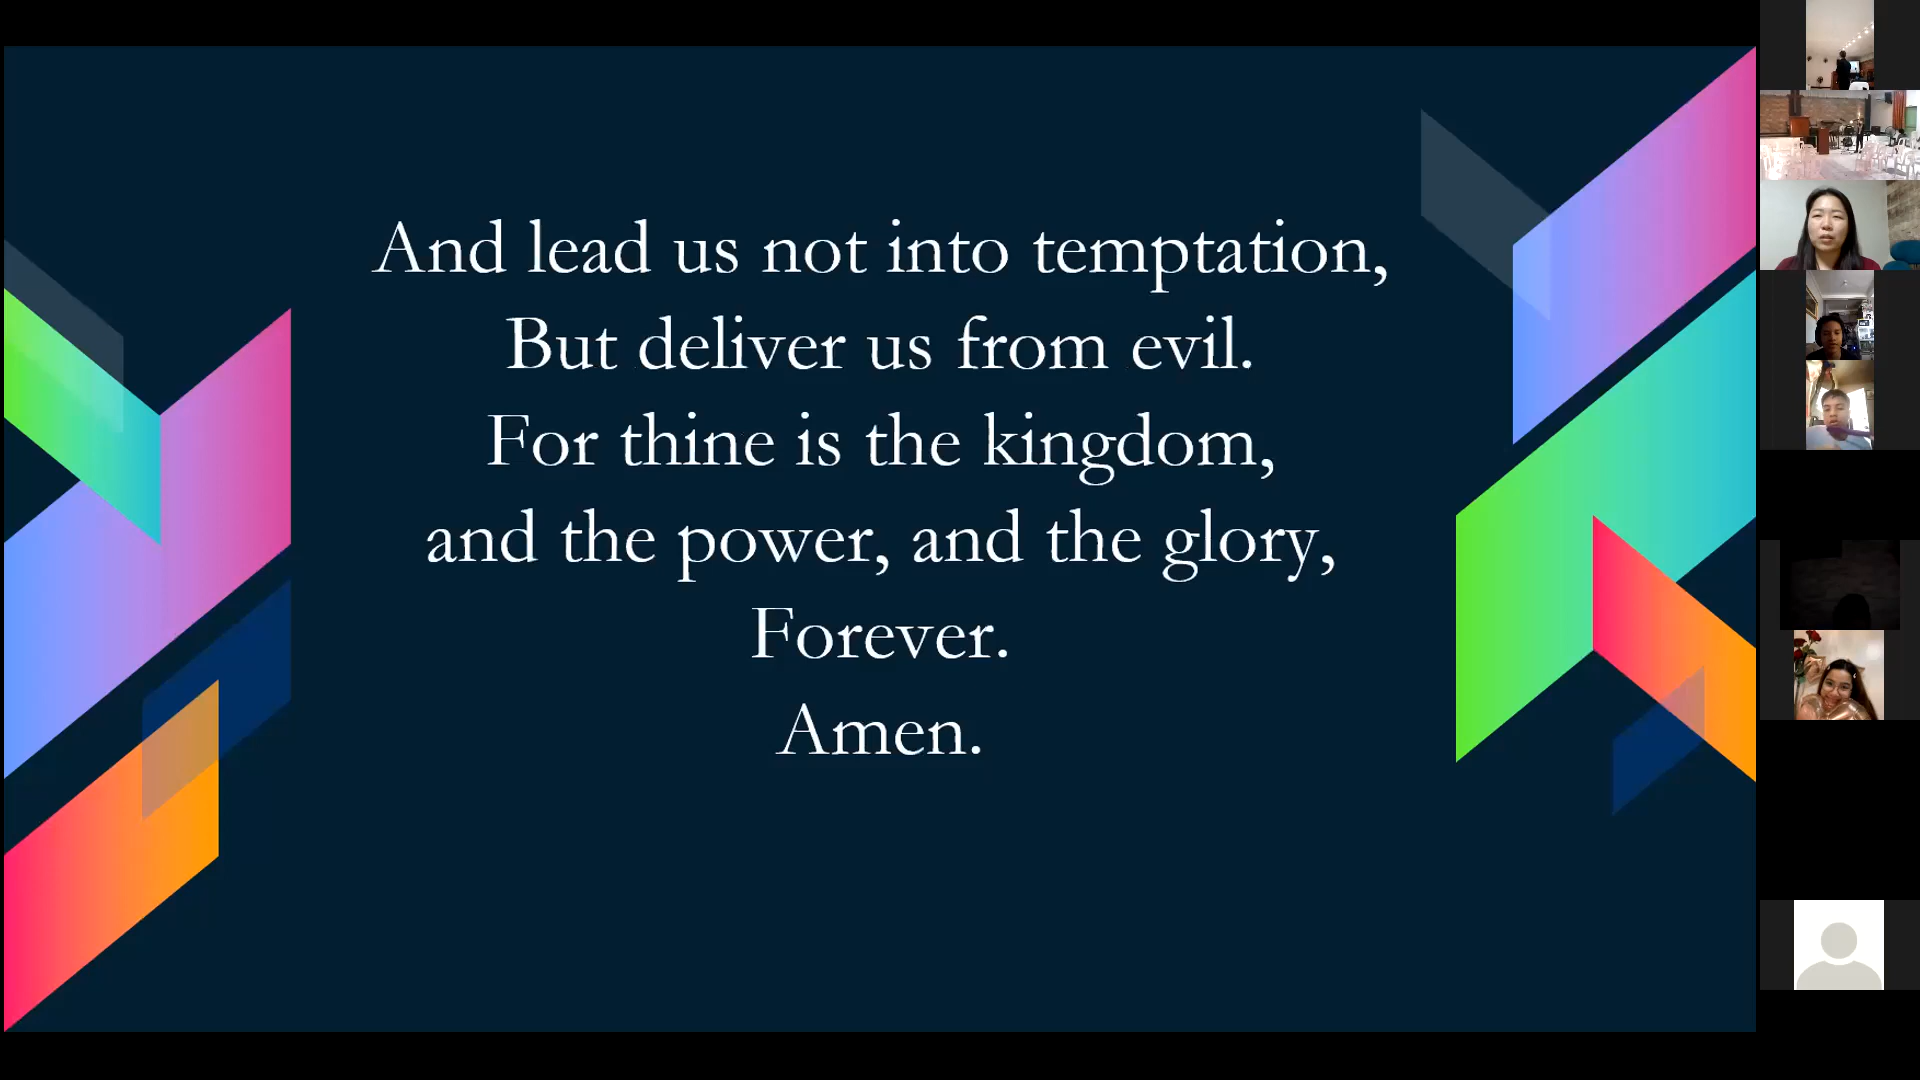 And lead us not into temptation,
But deliver us from evil.
For thine is the kingdom,
and the power, and the glory,
Forever.
Amen.